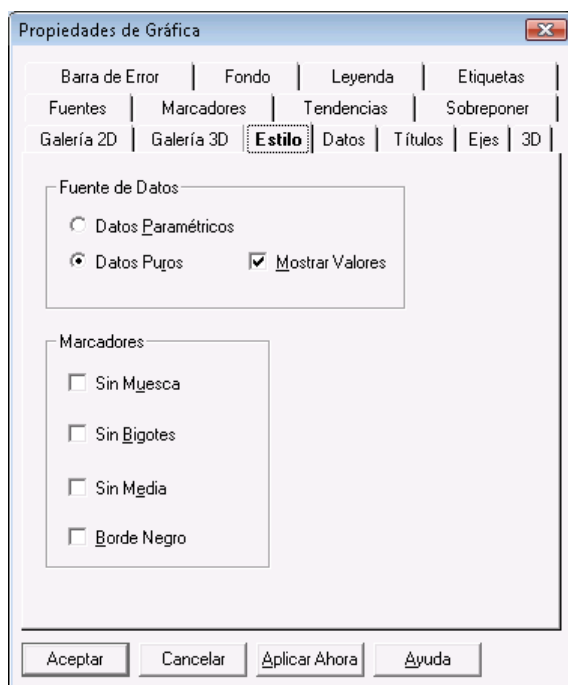 Propiedades de Gráfica
Barra de Error Fondo Leyenda Etiquetas
Fuentes Marcadores Tendencias Sobreponer
Galería 2D Galería 3D Estilo Datos Títulos Ejes 3D
Fuente de Datos
Datos Paramétricos
Datos Puros Mostrar Valores
Marcadores
Sin Muesca
Sin Bigotes
Sin Media
Borde Negro
Aceptar Cancelar Aplicar Ahora Ayuda